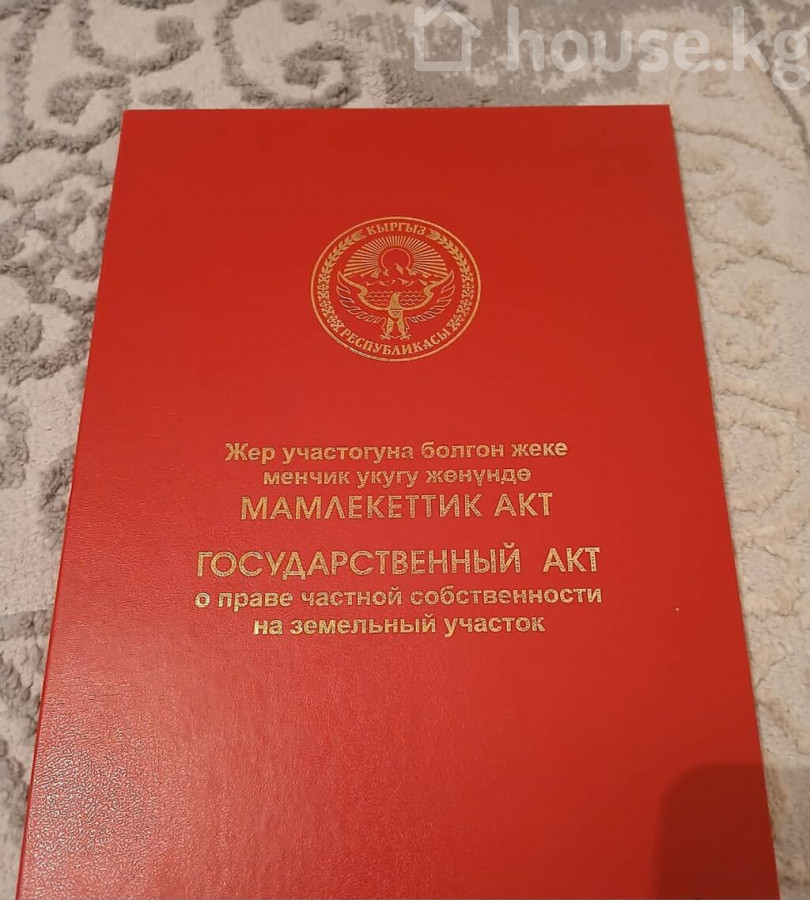 house.kg
КЫРГЫЗ
РЕСПУБЛИКАСЫ
Жер участогуна болгон жеке
менчик укугу жөнүндө
МАМЛЕКЕТТИК АКТ
ГОСУДАРСТВЕННЫЙ АКТ
о праве частной собственности
на земельный участок